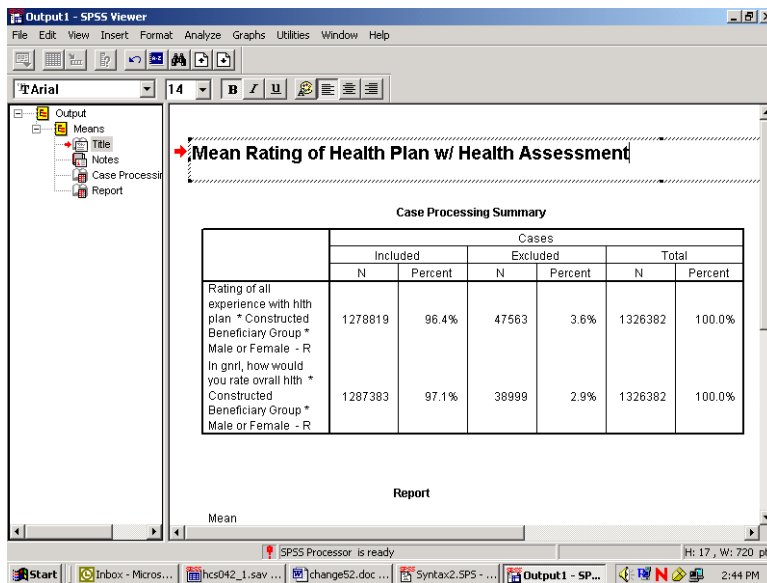 Output1 - SPSS Viewer
File Edit View Insert Format Analyze Graphs Utilities Window Help
Arial 14 B I U
Output
Means
Title
Notes
Case Processin
Report
Mean Rating of Health Plan w/ Health Assessment
Case Processing Summary
Cases
Included Excluded Total
N Percent N Percent N Percent
Rating of all
experience with hlth
plan * Constructed
Beneficiary Group *
Male or Female - R
1278819 96.4% 47563 3.6% 1326382 100.0%
In gnrl, how would
you rate ovrall hlth *
Constructed
Beneficiary Group *
Male or Female - R
1287383 97.1% 38999 2.9% 1326382 100.0%
Report
Mean
SPSS Processor is ready
H: 17 , W: 720 pt
Start Inbox - Micros... hcs042_1.sav ... change52.doc ... Syntax2.SPS - ... Output1 - SP... 2:44 PM